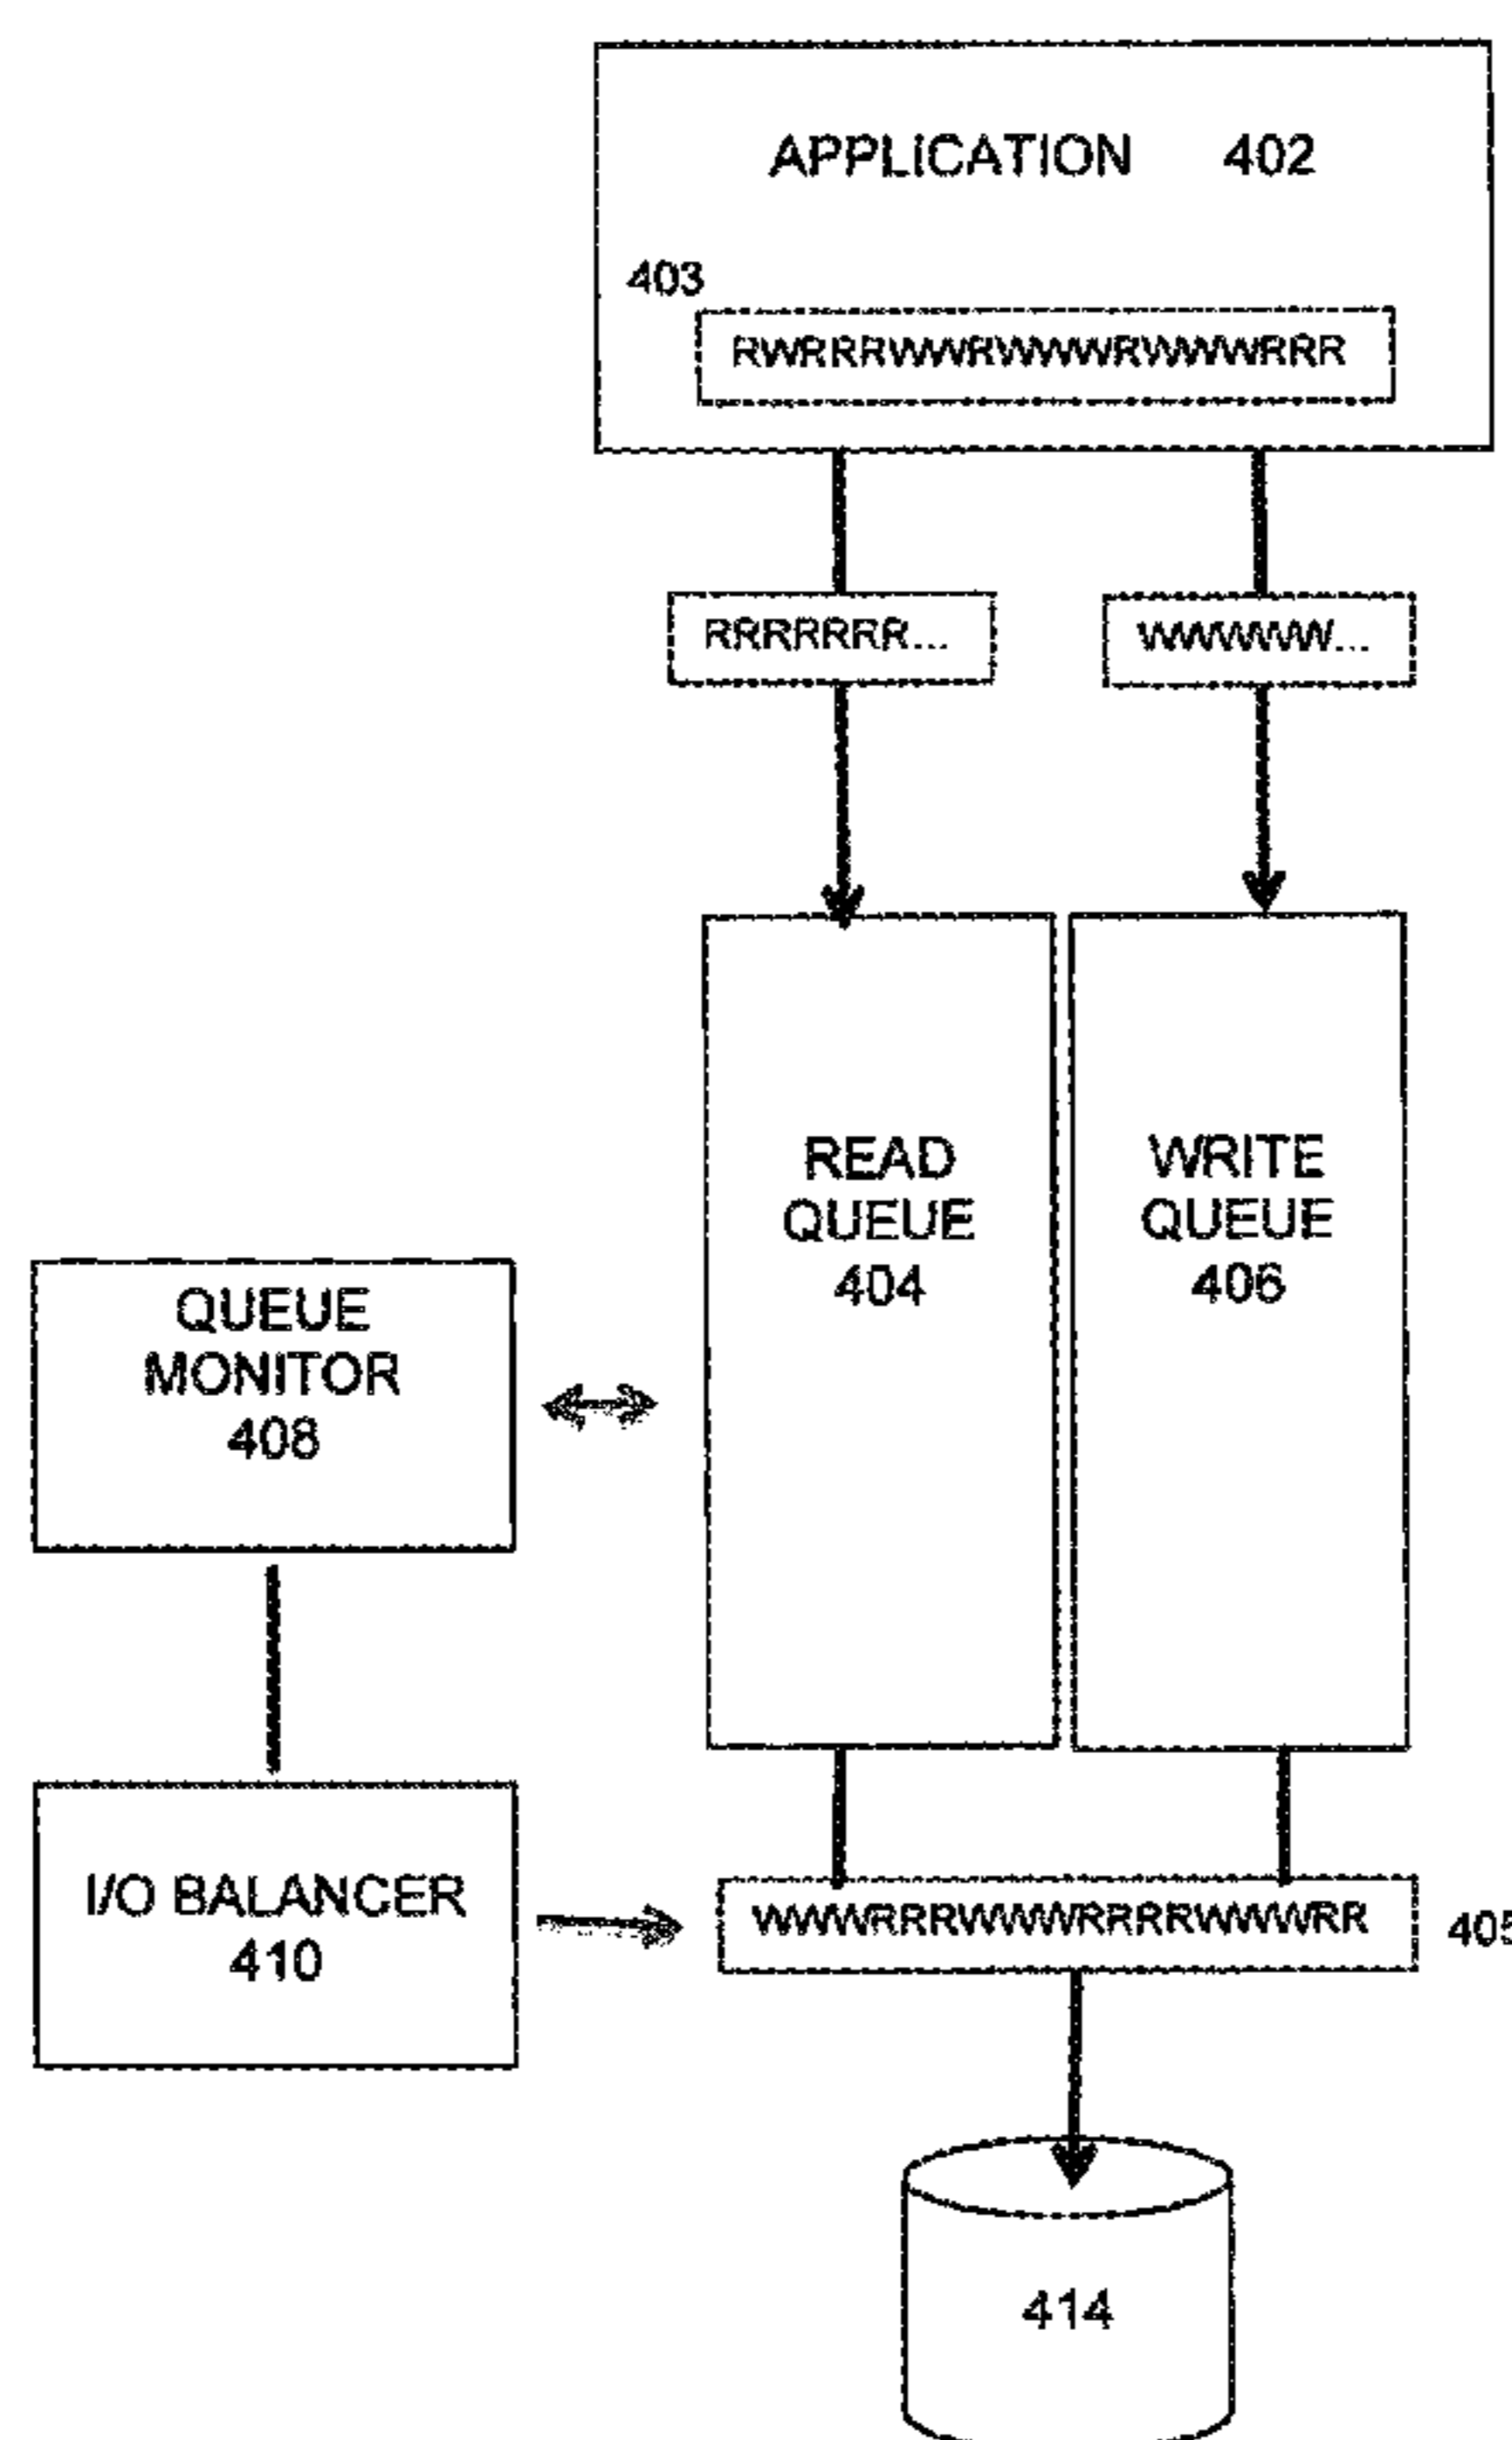 APPLICATION 402
403
RWRRRWWRWWWRWWWRRR
RRRRRRR...
WWWWW...
READ
QUEUE
404
WRITE
QUEUE
406
QUEUE
MONITOR
408
I/O BALANCER
410
WWWRRRWWWRRRRWWWRR
405
414